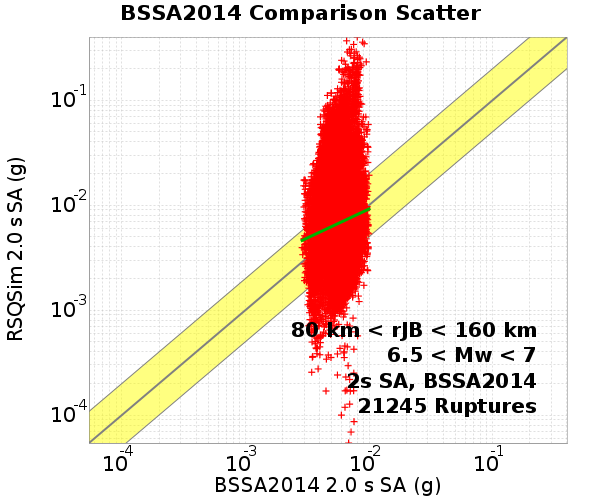 BSSA2014 Comparison Scatter
RSQSim 2.0 s SA (g)
10^-1
10^-2
10^-3
10^-4
80 km < rJB < 160 km
6.5 < Mw < 7
2s SA, BSSA2014
21245 Ruptures
10^-4 10^-3 10^-2 10^-1
BSSA2014 2.0 s SA (g)